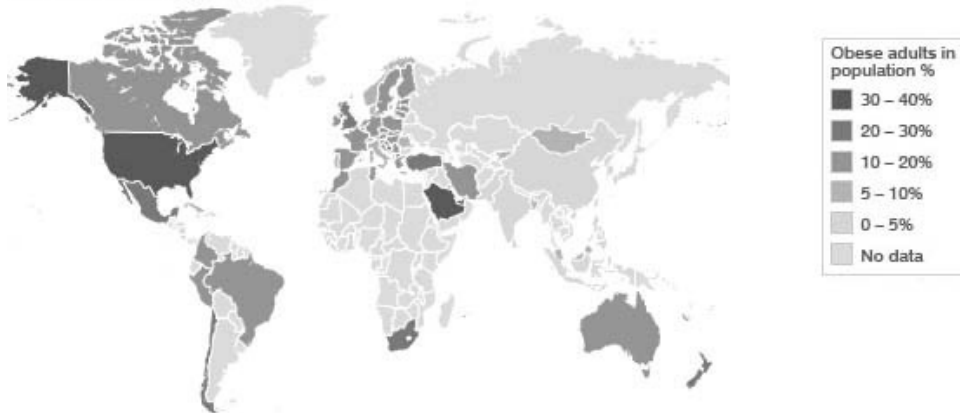 Obese adults in
population %
30 – 40%
20 – 30%
10 – 20%
5 – 10%
0 – 5%
No data